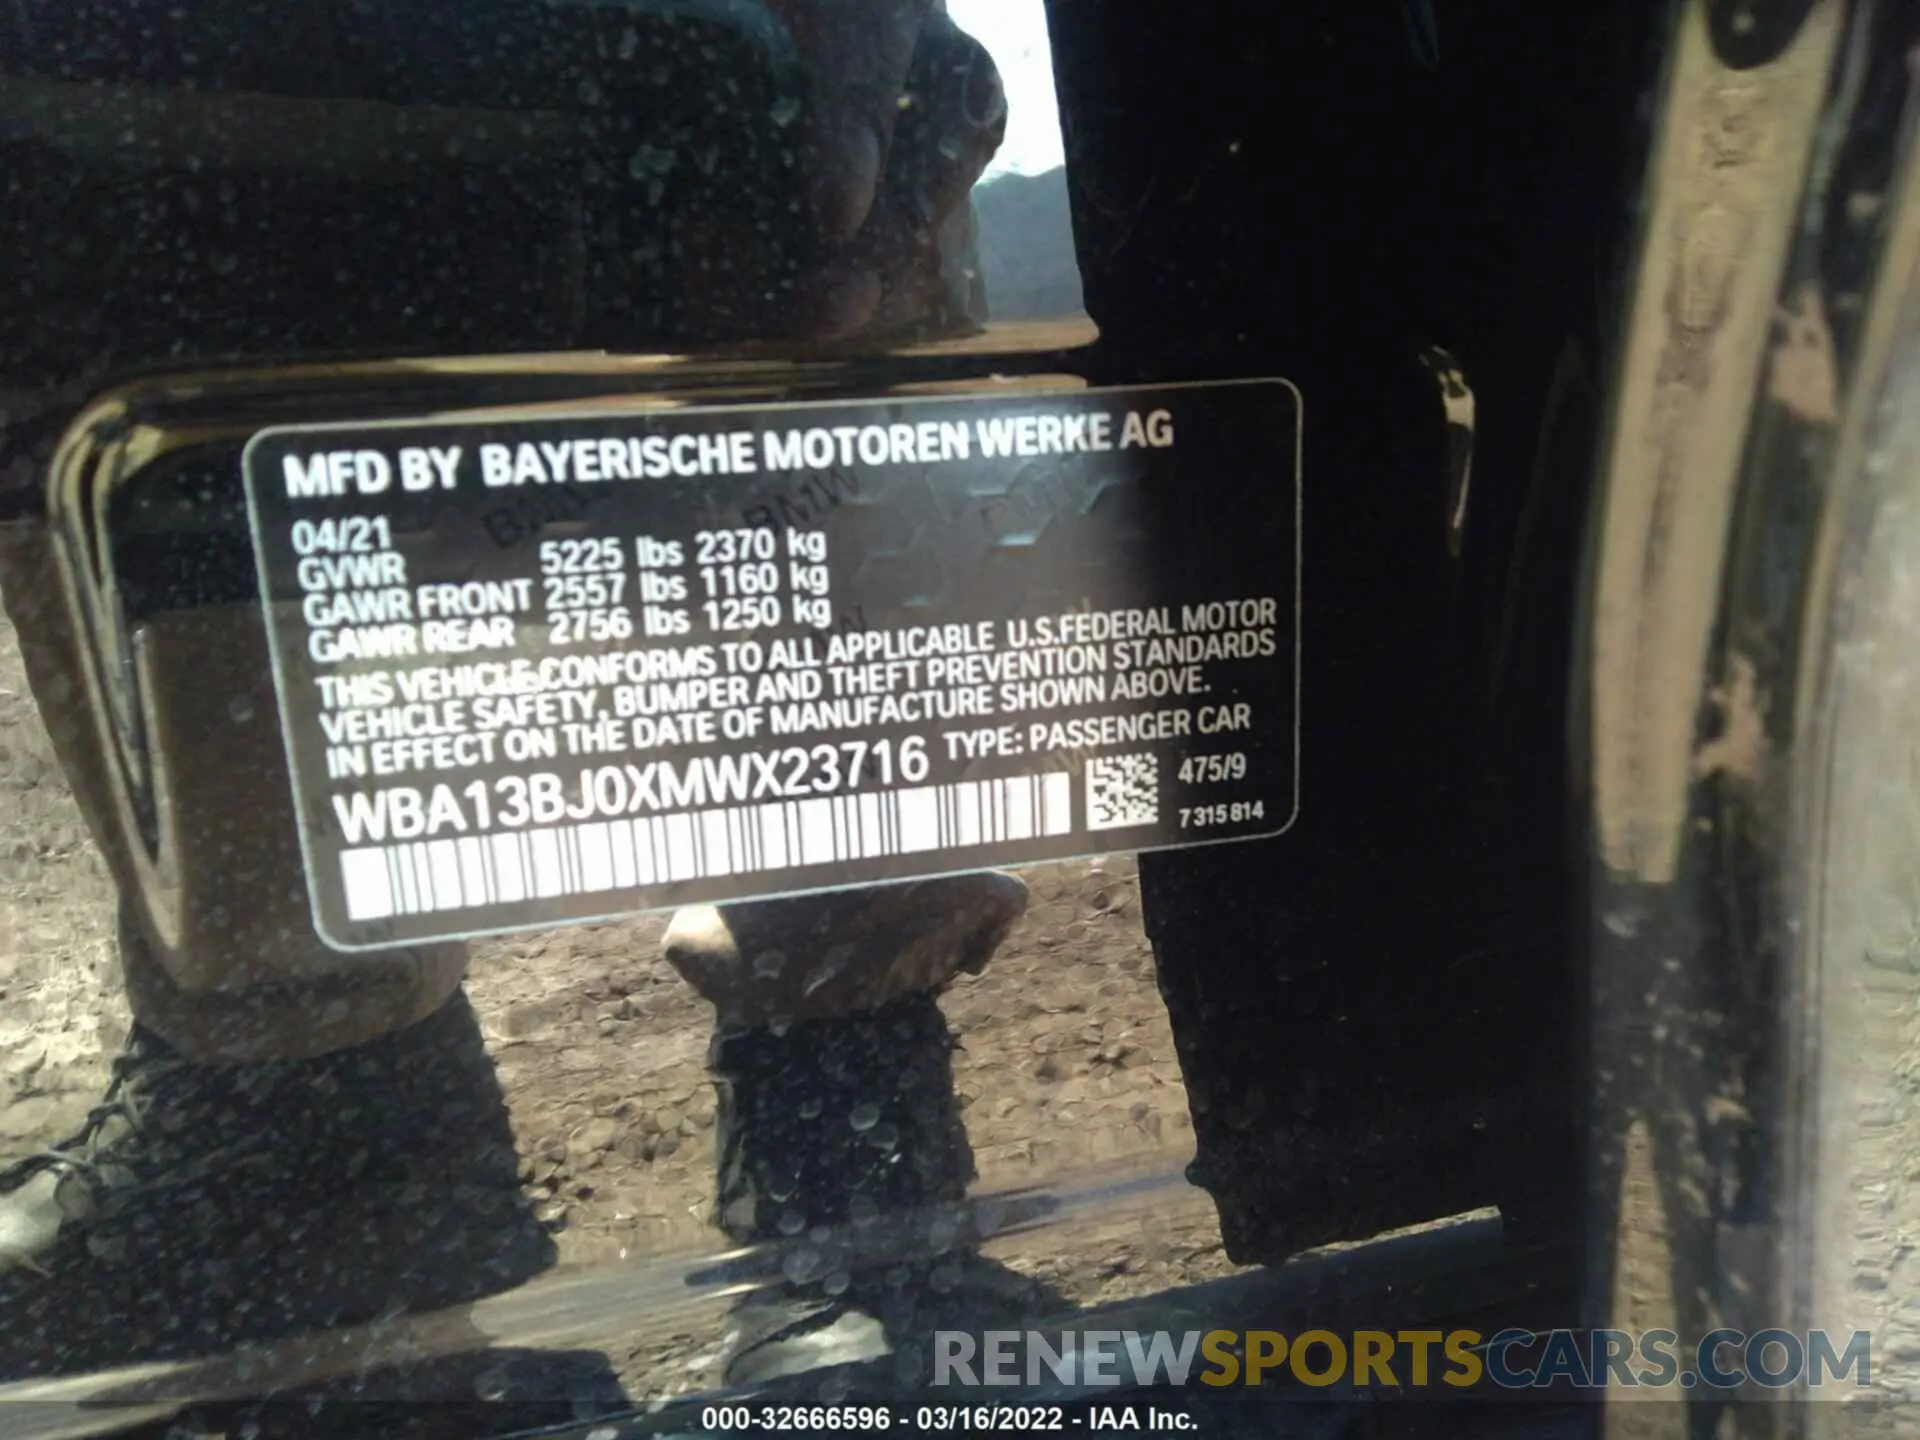 MFD BY BAYERISCHE MOTOREN WERKE AG
04/21
GVWR 5225 lbs 2370 kg
GAWR FRONT 2557 lbs 1160 kg
GAWR REAR 2756 lbs 1250 kg
THIS VEHICLE CONFORMS TO ALL APPLICABLE U.S.FEDERAL MOTOR
VEHICLE SAFETY, BUMPER AND THEFT PREVENTION STANDARDS
IN EFFECT ON THE DATE OF MANUFACTURE SHOWN ABOVE.
WBA13BJ0XMWX23716 TYPE: PASSENGER CAR
475/9
7315814
BMW BMW BMW
RENEWSPORTSCARS.COM
000-32666596 - 03/16/2022 - IAA Inc.